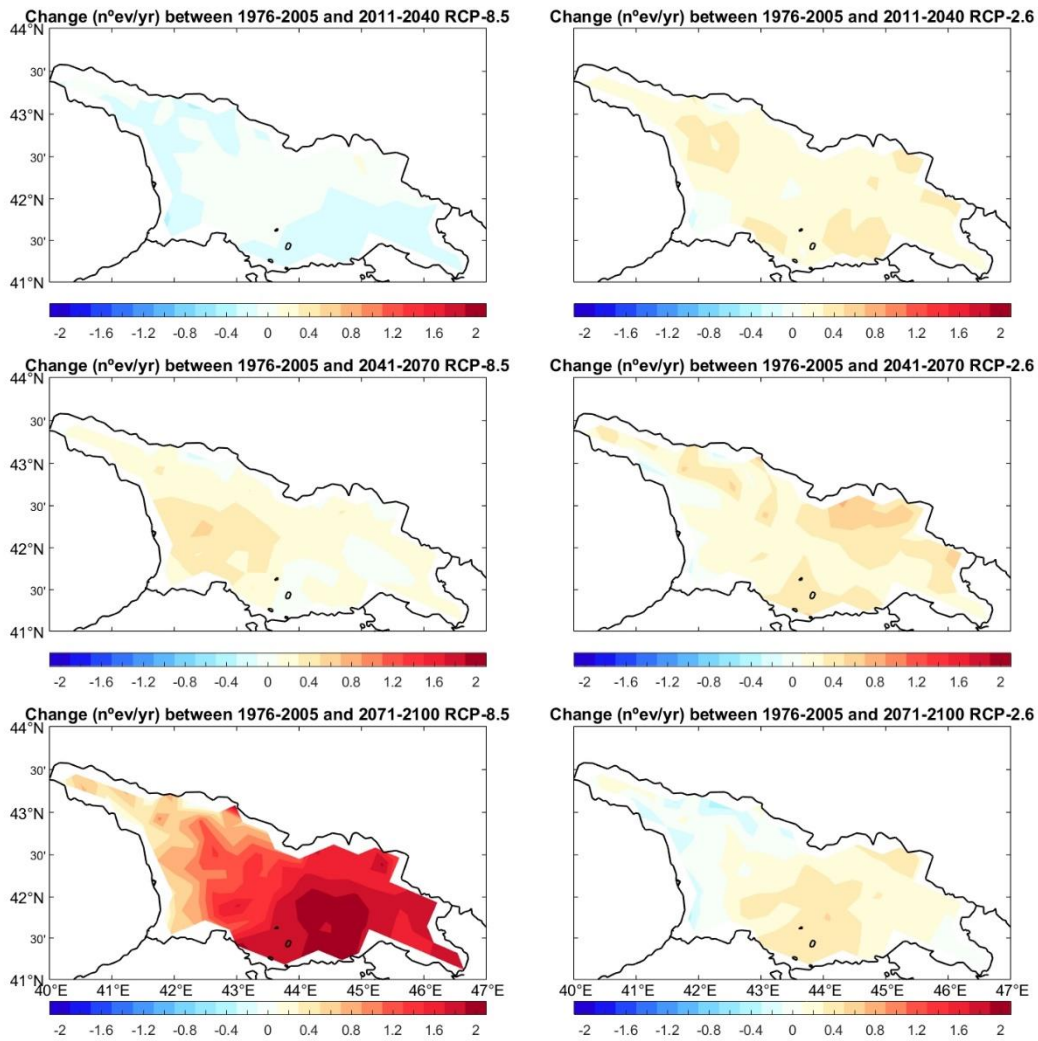 Change (nºev/yr) between 1976-2005 and 2011-2040 RCP-8.5
Change (nºev/yr) between 1976-2005 and 2011-2040 RCP-2.6
44°N
30'
43°N
30'
42°N
30'
41°N
-2 -1.6 -1.2 -0.8 -0.4 0 0.4 0.8 1.2 1.6 2
-2 -1.6 -1.2 -0.8 -0.4 0 0.4 0.8 1.2 1.6 2
Change (nºev/yr) between 1976-2005 and 2041-2070 RCP-8.5
Change (nºev/yr) between 1976-2005 and 2041-2070 RCP-2.6
44°N
30'
43°N
30'
42°N
30'
41°N
-2 -1.6 -1.2 -0.8 -0.4 0 0.4 0.8 1.2 1.6 2
-2 -1.6 -1.2 -0.8 -0.4 0 0.4 0.8 1.2 1.6 2
Change (nºev/yr) between 1976-2005 and 2071-2100 RCP-8.5
Change (nºev/yr) between 1976-2005 and 2071-2100 RCP-2.6
44°N
30'
43°N
30'
42°N
30'
41°N
40°E 41°E 42°E 43°E 44°E 45°E 46°E 47°E
40°E 41°E 42°E 43°E 44°E 45°E 46°E 47°E
-2 -1.6 -1.2 -0.8 -0.4 0 0.4 0.8 1.2 1.6 2
-2 -1.6 -1.2 -0.8 -0.4 0 0.4 0.8 1.2 1.6 2